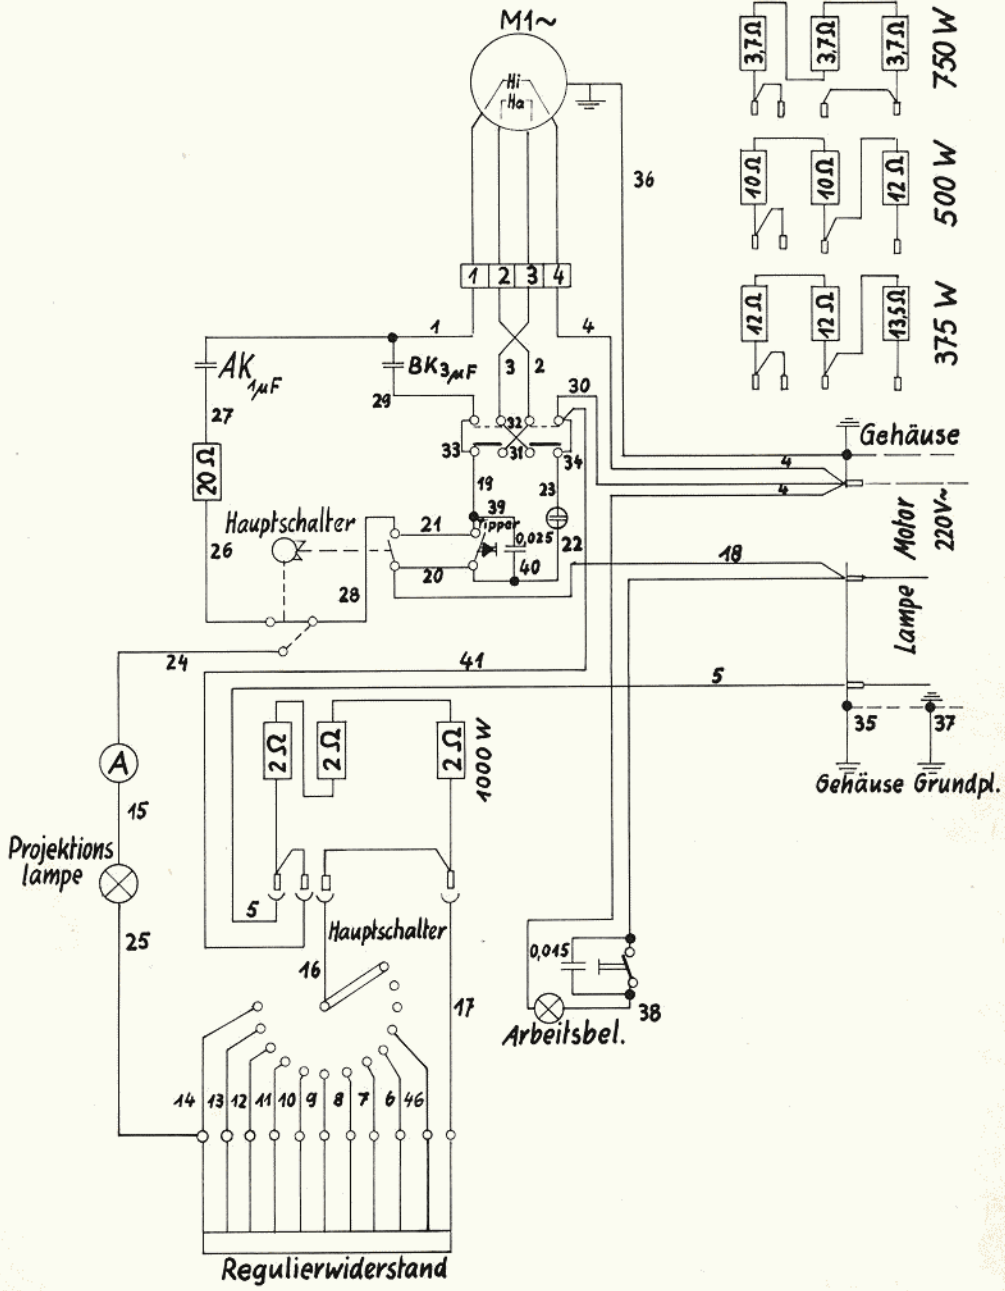 M1~
Hi
Ha
3,7Ω
3,7Ω
3,7Ω
750 W
10Ω
10Ω
12Ω
500 W
12Ω
12Ω
13,5Ω
375 W
36
1 2 3 4
1
4
AK 1µF
BK 3µF
3
2
30
27
29
32
33
31
34
20Ω
19
23
Gehäuse
4
4
Motor
220V~
Hauptschalter
26
21
39
Tipper
0,025
22
20
40
28
18
Lampe
24
41
5
35
37
Gehäuse Grundpl.
2Ω
2Ω
2Ω
1000 W
A
15
Projektions
lampe
25
5
Hauptschalter
16
17
0,015
38
Arbeitsbel.
14 13 12 11 10 9 8 7 6 46
Regulierwiderstand